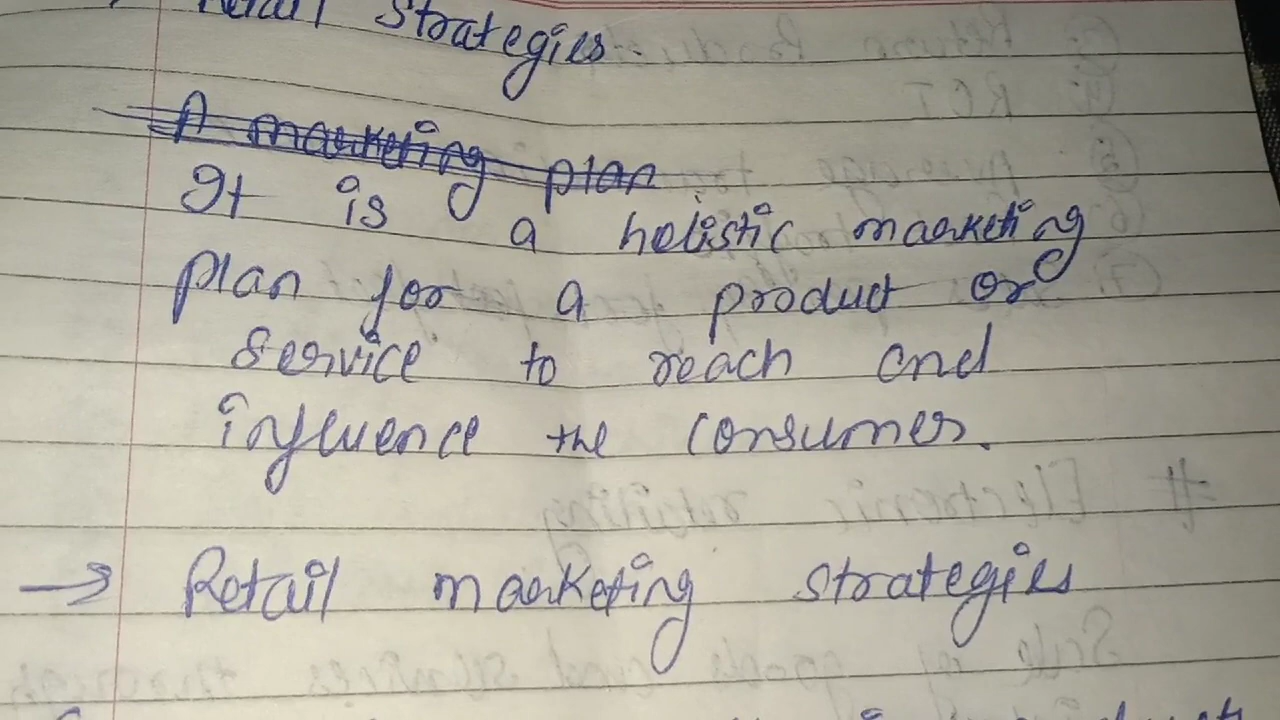 Retail Strategies
A marketing plan
It is a holistic marketing
plan for a product or
service to reach and
influence the consumer.
→ Retail marketing strategies